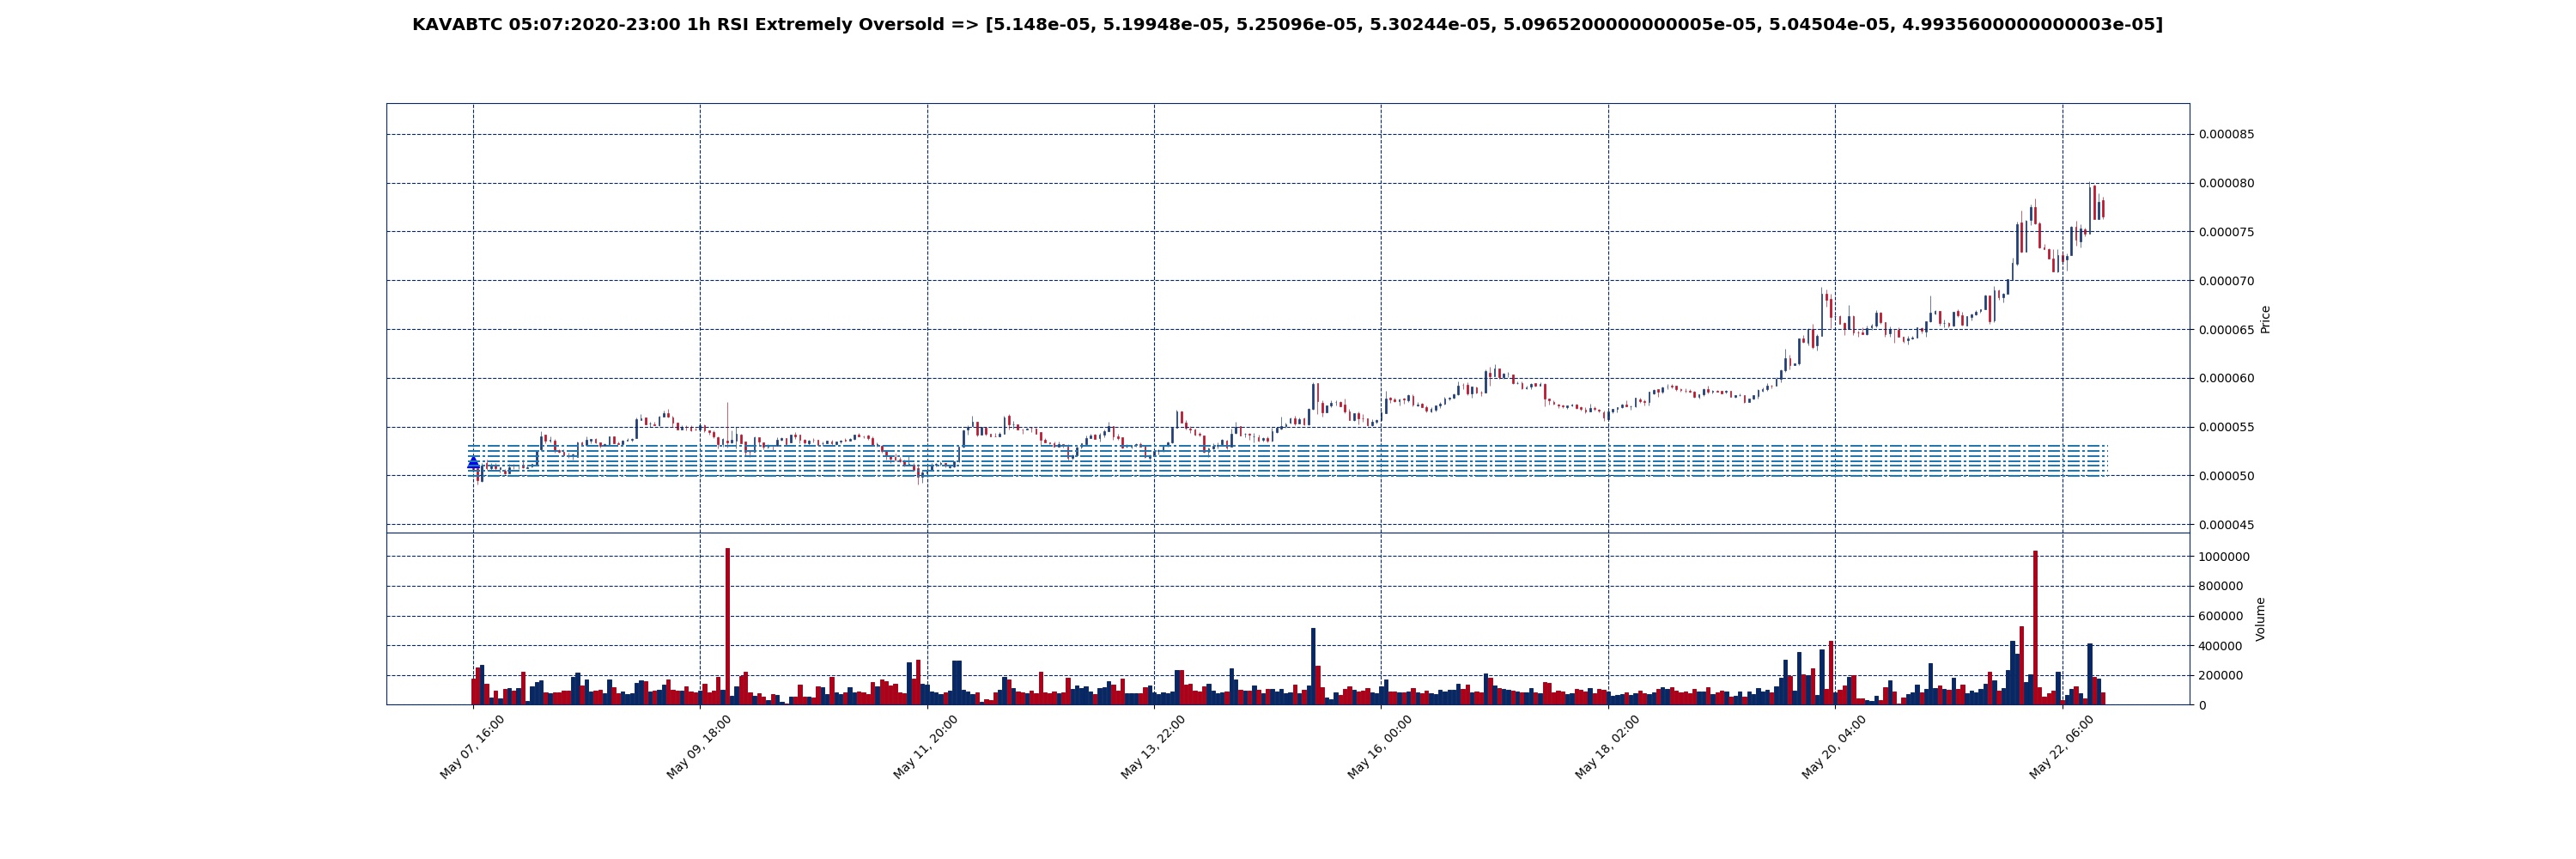 KAVABTC 05:07:2020-23:00 1h RSI Extremely Oversold => [5.148e-05, 5.19948e-05, 5.25096e-05, 5.30244e-05, 5.0965200000000005e-05, 5.04504e-05, 4.9935600000000003e-05]
0.000085
0.000080
0.000075
0.000070
0.000065
0.000060
0.000055
0.000050
0.000045
Price
1000000
800000
600000
400000
200000
0
Volume
May 07, 16:00
May 09, 18:00
May 11, 20:00
May 13, 22:00
May 16, 00:00
May 18, 02:00
May 20, 04:00
May 22, 06:00